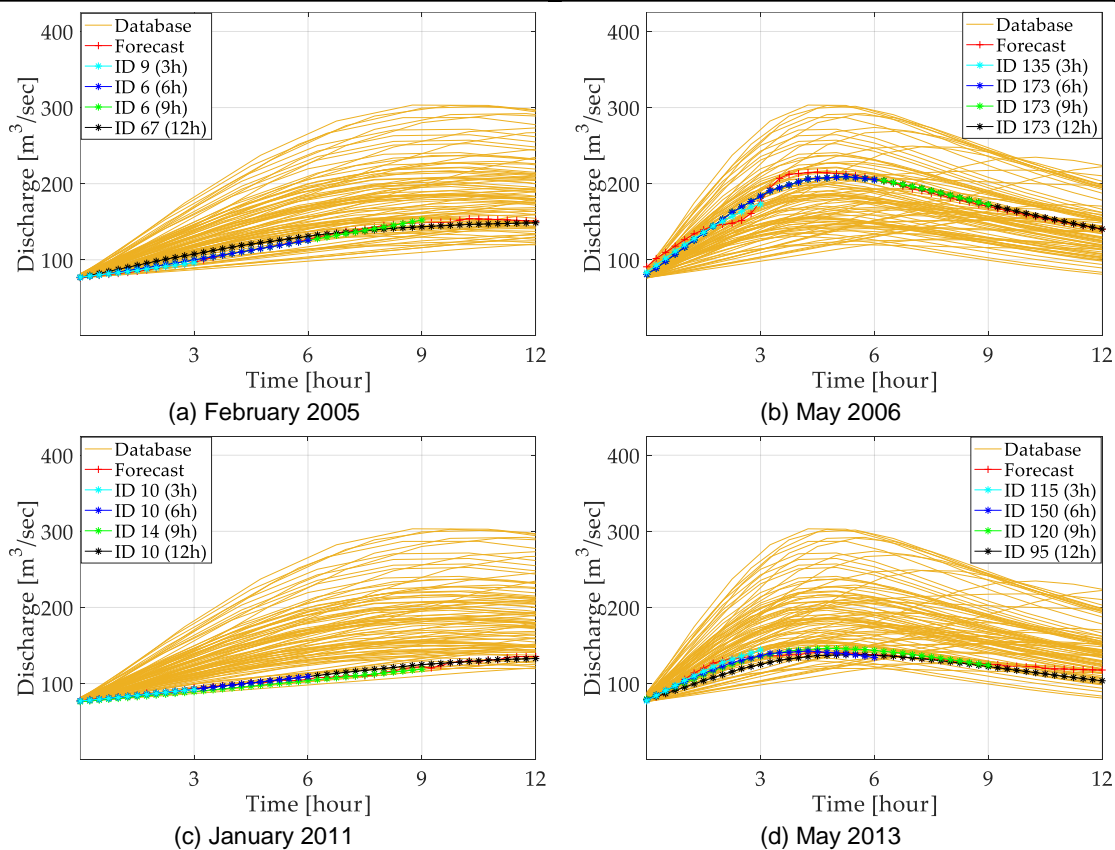 400
300
200
100
Discharge [m³/sec]
Database
Forecast
ID 9 (3h)
ID 6 (6h)
ID 6 (9h)
ID 67 (12h)
3 6 9 12
Time [hour]
(a) February 2005
400
300
200
100
Discharge [m³/sec]
Database
Forecast
ID 135 (3h)
ID 173 (6h)
ID 173 (9h)
ID 173 (12h)
3 6 9 12
Time [hour]
(b) May 2006
400
300
200
100
Discharge [m³/sec]
Database
Forecast
ID 10 (3h)
ID 10 (6h)
ID 14 (9h)
ID 10 (12h)
3 6 9 12
Time [hour]
(c) January 2011
400
300
200
100
Discharge [m³/sec]
Database
Forecast
ID 115 (3h)
ID 150 (6h)
ID 120 (9h)
ID 95 (12h)
3 6 9 12
Time [hour]
(d) May 2013